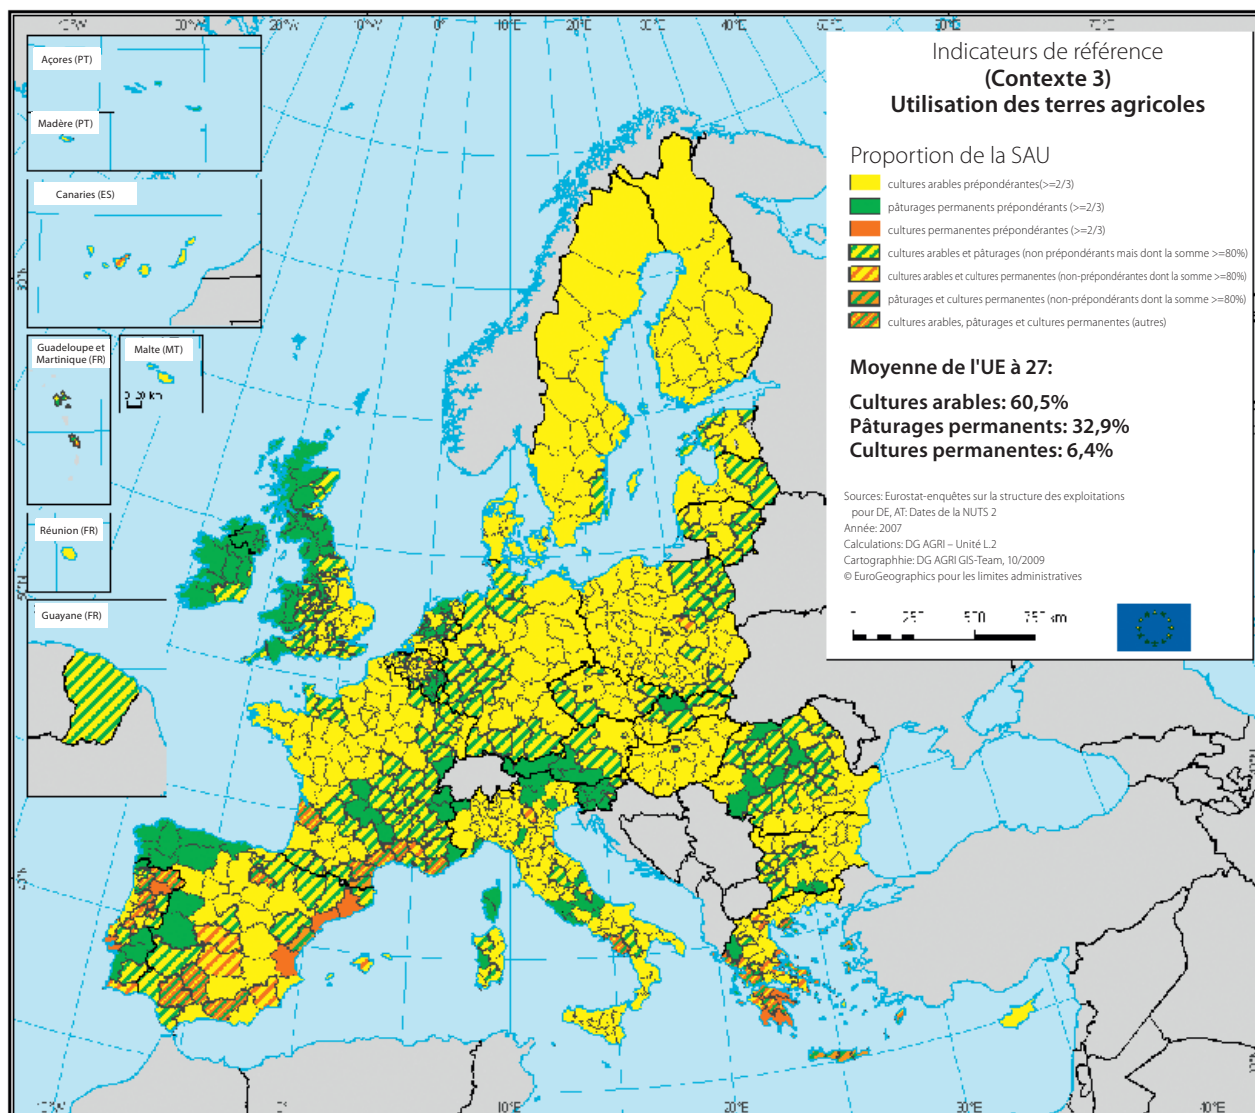 Açores (PT)
Madère (PT)
Canaries (ES)
Guadeloupe et
Martinique (FR)
Malte (MT)
Réunion (FR)
Guayane (FR)
Indicateurs de référence
(Contexte 3)
Utilisation des terres agricoles
Proportion de la SAU
cultures arables prépondérantes(>=2/3)
pâturages permanents prépondérants (>=2/3)
cultures permanentes prépondérantes (>=2/3)
cultures arables et pâturages (non prépondérants mais dont la somme >=80%)
cultures arables et cultures permanentes (non-prépondérantes dont la somme >=80%)
pâturages et cultures permanentes (non-prépondérants dont la somme >=80%)
cultures arables, pâturages et cultures permanentes (autres)
Moyenne de l'UE à 27:
Cultures arables: 60,5%
Pâturages permanents: 32,9%
Cultures permanentes: 6,4%
Sources: Eurostat-enquêtes sur la structure des exploitations
pour DE, AT: Dates de la NUTS 2
Année: 2007
Calculations: DG AGRI – Unité L.2
Cartographhie: DG AGRI GIS-Team, 10/2009
© EuroGeographics pour les limites administratives
0°
10°E
20°E
30°E
40°E
10°E
20°E
30°E
40°E